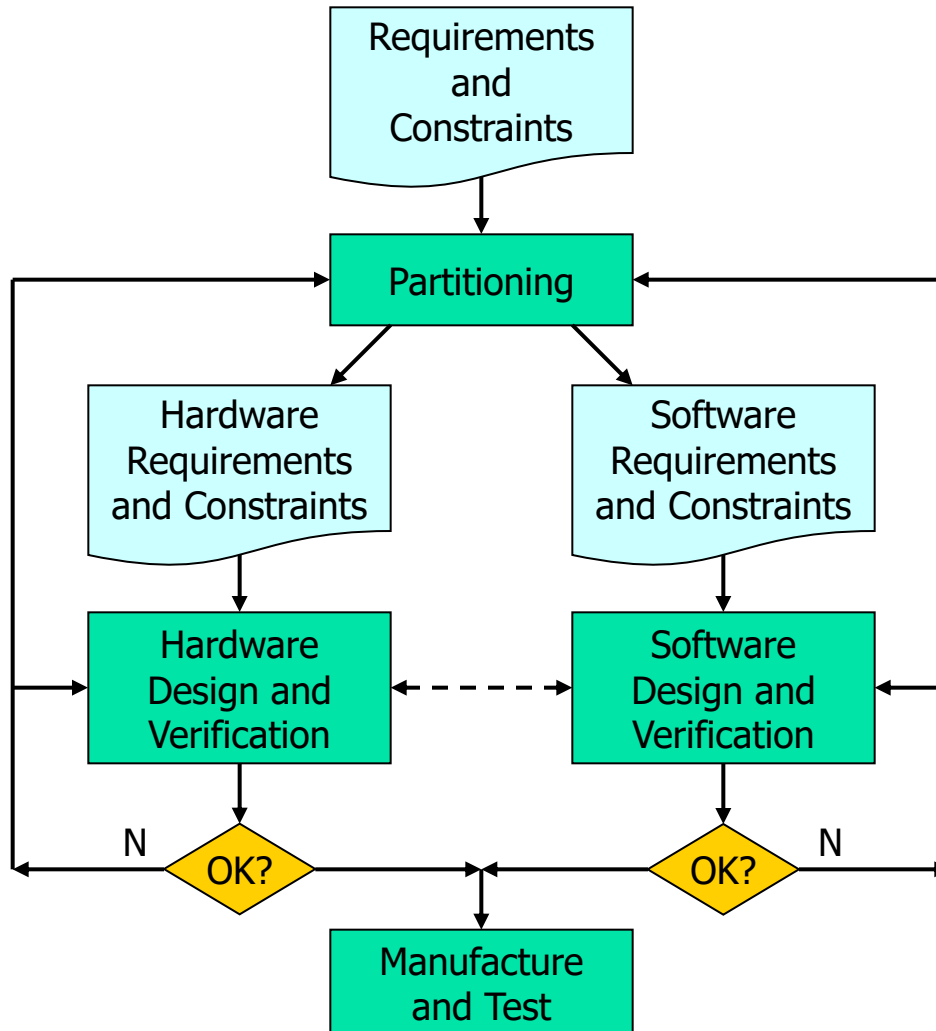 Requirements
and
Constraints
Partitioning
Hardware
Requirements
and Constraints
Software
Requirements
and Constraints
Hardware
Design and
Verification
Software
Design and
Verification
N
OK?
OK?
N
Manufacture
and Test